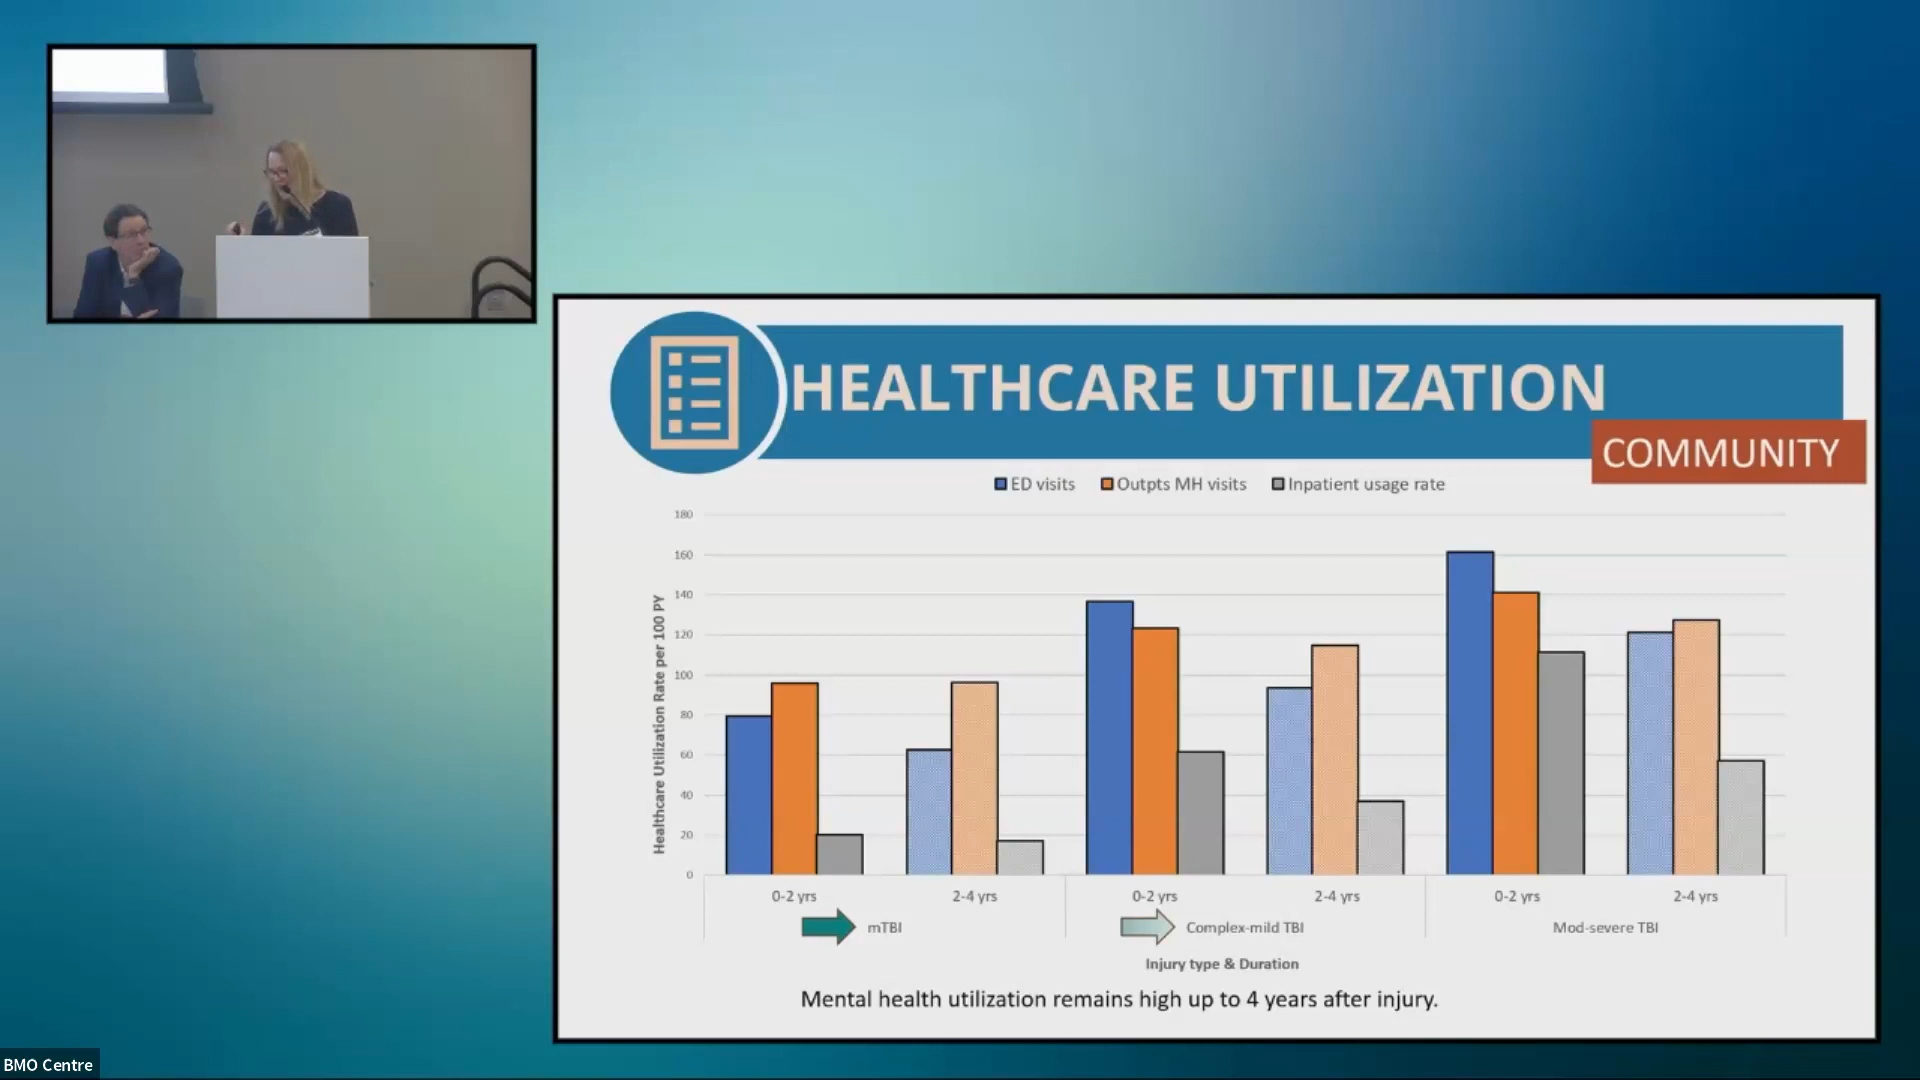 HEALTHCARE UTILIZATION
COMMUNITY
ED visits Outpts MH visits Inpatient usage rate
Healthcare Utilization Rate per 100 PY
180
160
140
120
100
80
60
40
20
0
0-2 yrs 2-4 yrs 0-2 yrs 2-4 yrs 0-2 yrs 2-4 yrs
mTBI Complex-mild TBI Mod-severe TBI
Injury type & Duration
Mental health utilization remains high up to 4 years after injury.
BMO Centre